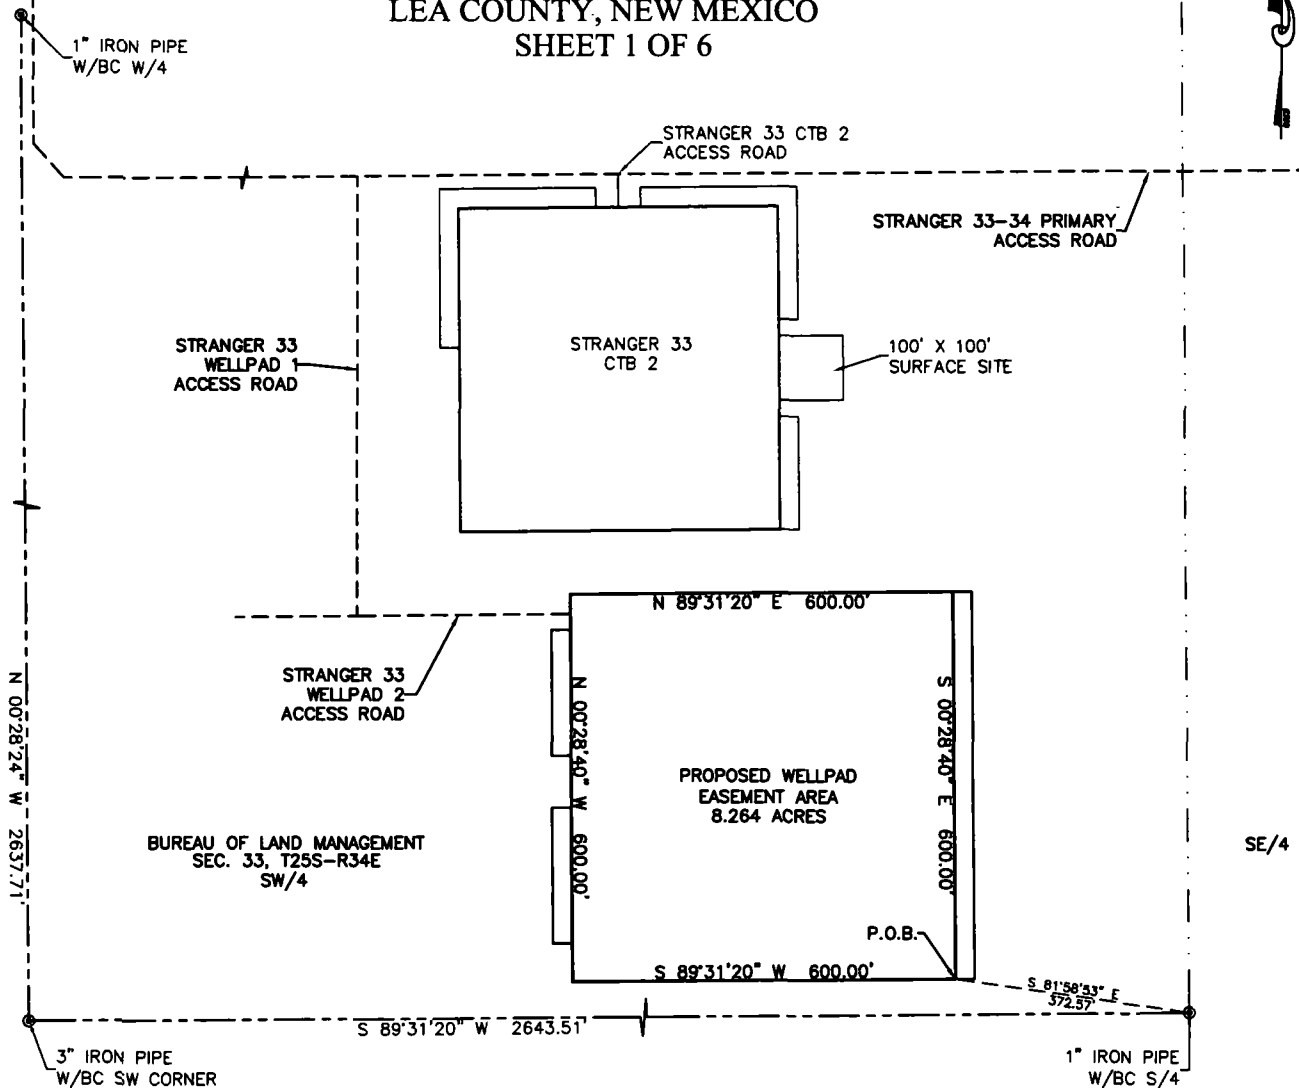 LEA COUNTY, NEW MEXICO
SHEET 1 OF 6
1" IRON PIPE
W/BC W/4
STRANGER 33 CTB 2
ACCESS ROAD
STRANGER 33-34 PRIMARY
ACCESS ROAD
STRANGER 33
WELLPAD 1
ACCESS ROAD
STRANGER 33
CTB 2
100' X 100'
SURFACE SITE
N 89°31'20" E 600.00'
STRANGER 33
WELLPAD 2
ACCESS ROAD
N 00°28'24" W 2637.71'
N 00°28'40" W 600.00'
S 00°28'40" E 600.00'
PROPOSED WELLPAD
EASEMENT AREA
8.264 ACRES
BUREAU OF LAND MANAGEMENT
SEC. 33, T25S-R34E
SW/4
SE/4
P.O.B.
S 89°31'20" W 600.00'
S 81°58'53" E
372.57'
S 89°31'20" W 2643.51'
3" IRON PIPE
W/BC SW CORNER
1" IRON PIPE
W/BC S/4